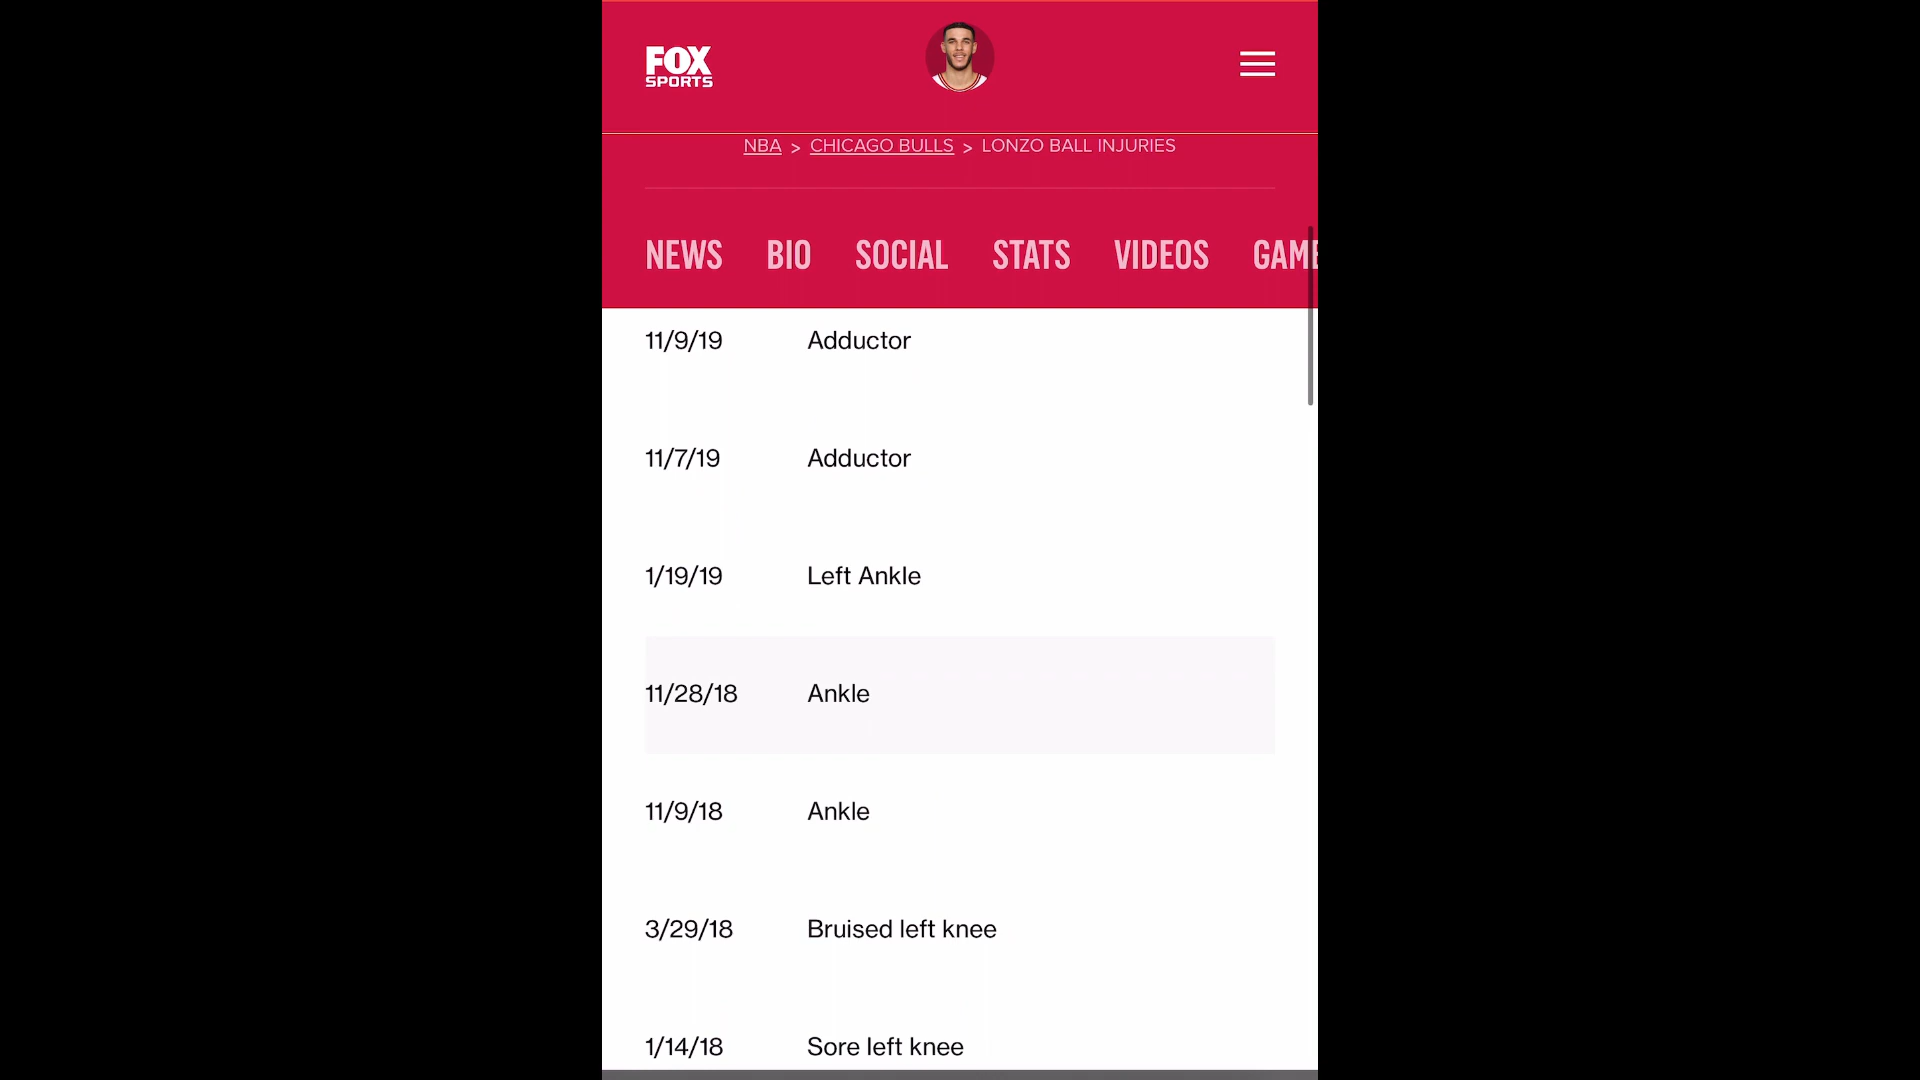 FOX
SPORTS
NBA > CHICAGO BULLS > LONZO BALL INJURIES
NEWS BIO SOCIAL STATS VIDEOS GAME
11/9/19 Adductor
11/7/19 Adductor
1/19/19 Left Ankle
11/28/18 Ankle
11/9/18 Ankle
3/29/18 Bruised left knee
1/14/18 Sore left knee